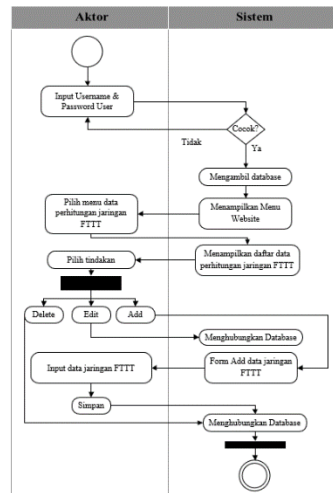 Aktor
Sistem
Input Username &
Password User
Cocok?
Tidak
Ya
Mengambil database
Pilih menu data
perhitungan jaringan
FTTT
Menampilkan Menu
Website
Menampilkan daftar data
perhitungan jaringan FTTT
Pilih tindakan
Delete
Edit
Add
Menghubungkan Database
Input data jaringan FTTT
Form Add data jaringan
FTTT
Simpan
Menghubungkan Database